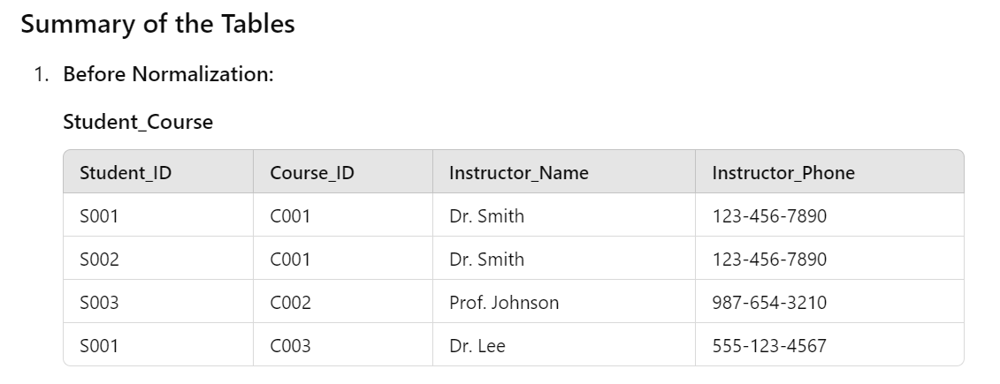 Summary of the Tables
1. Before Normalization:
Student_Course
Student_ID Course_ID Instructor_Name Instructor_Phone
S001 C001 Dr. Smith 123-456-7890
S002 C001 Dr. Smith 123-456-7890
S003 C002 Prof. Johnson 987-654-3210
S001 C003 Dr. Lee 555-123-4567